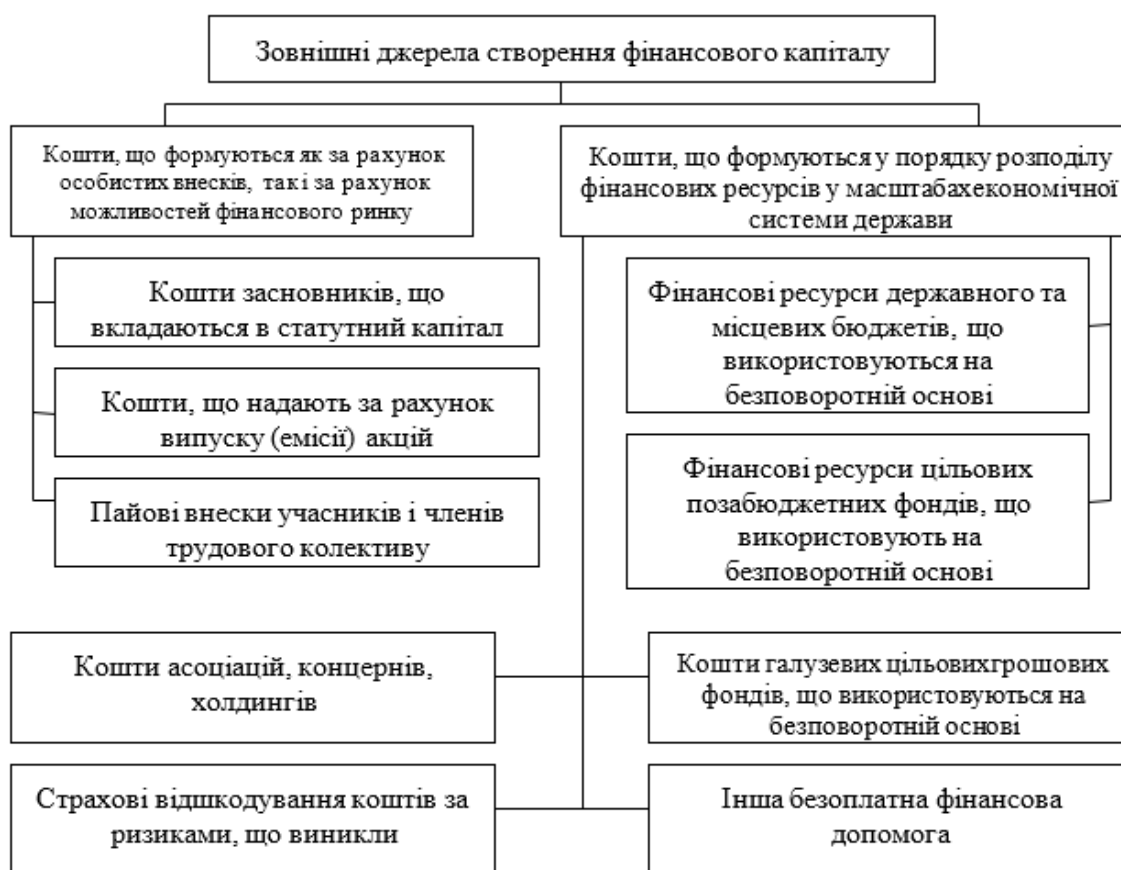 Зовнішні джерела створення фінансового капіталу
Кошти, що формуються як за рахунок
особистих внесків, так і за рахунок
можливостей фінансового ринку
Кошти, що формуються у порядку розподілу
фінансових ресурсів у масштабахекономічної
системи держави
Кошти засновників, що
вкладаються в статутний капітал
Кошти, що надають за рахунок
випуску (емісії) акцій
Пайові внески учасників і членів
трудового колективу
Фінансові ресурси державного та
місцевих бюджетів, що
використовуються на
безповоротній основі
Фінансові ресурси цільових
позабюджетних фондів, що
використовують на
безповоротній основі
Кошти асоціацій, концернів,
холдингів
Кошти галузевих цільовихгрошових
фондів, що використовуються на
безповоротній основі
Страхові відшкодування коштів за
ризиками, що виникли
Інша безоплатна фінансова
допомога